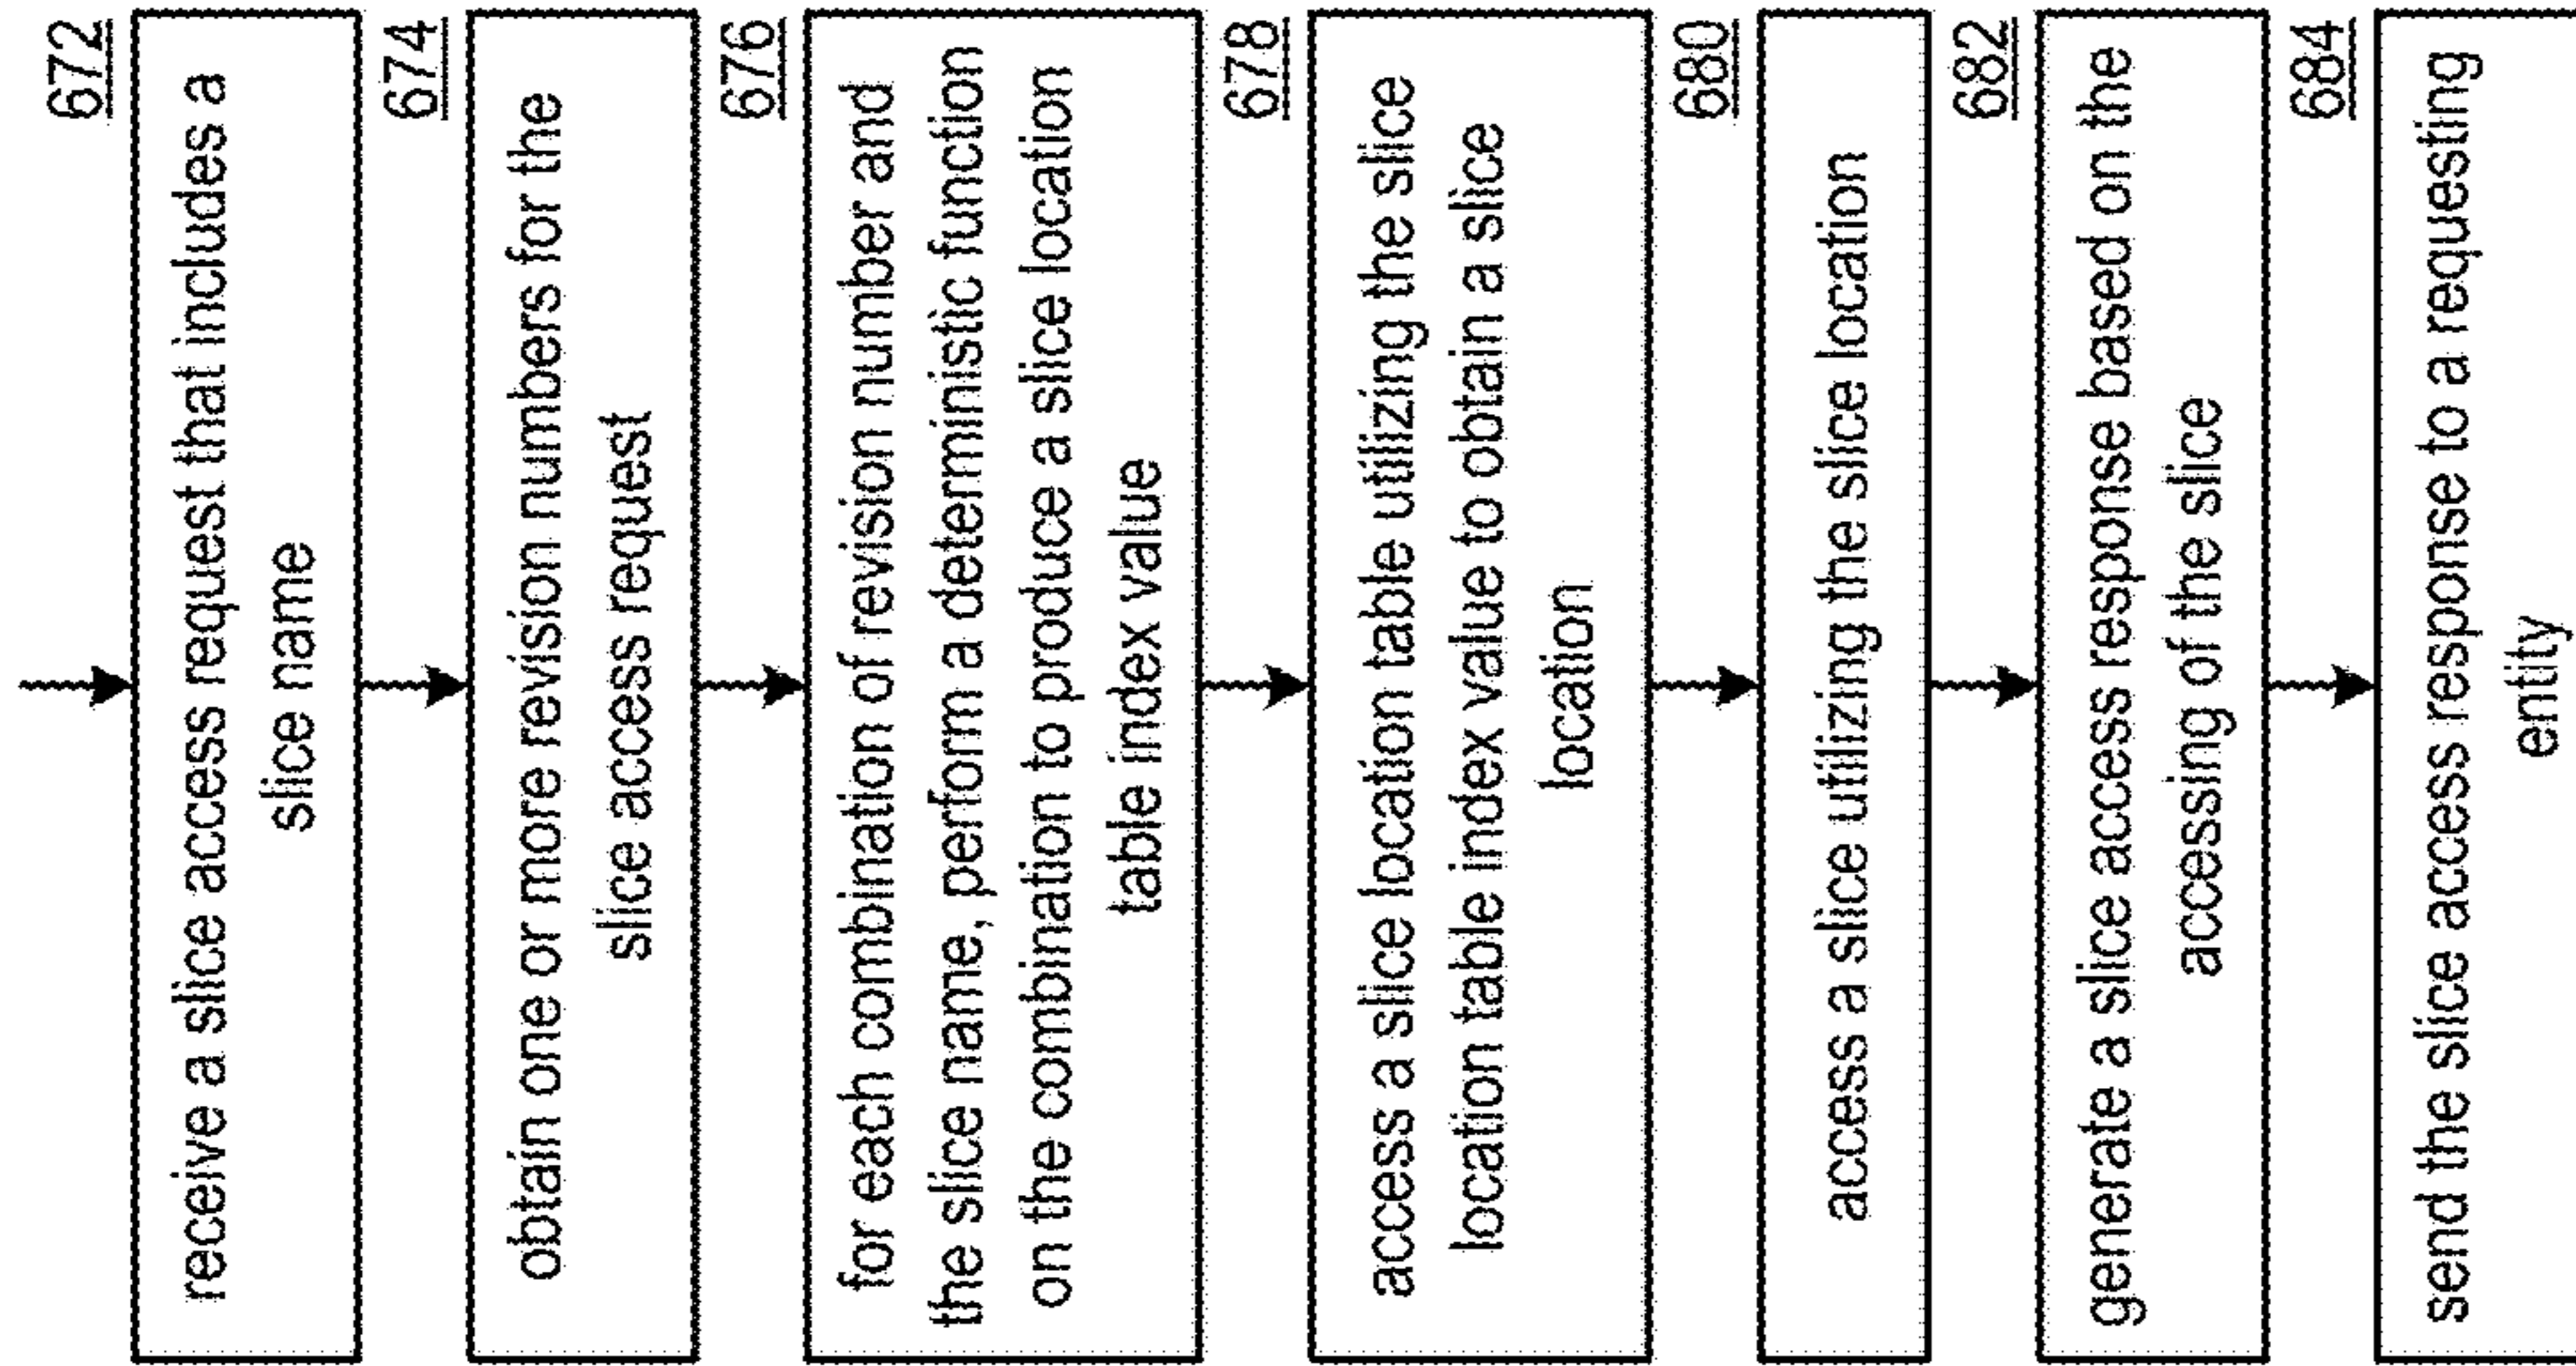 672
receive a slice access request that includes a
slice name
674
obtain one or more revision numbers for the
slice access request
676
for each combination of revision number and
the slice name, perform a deterministic function
on the combination to produce a slice location
table index value
678
access a slice location table utilizing the slice
location table index value to obtain a slice
location
680
access a slice utilizing the slice location
682
generate a slice access response based on the
accessing of the slice
684
send the slice access response to a requesting
entity